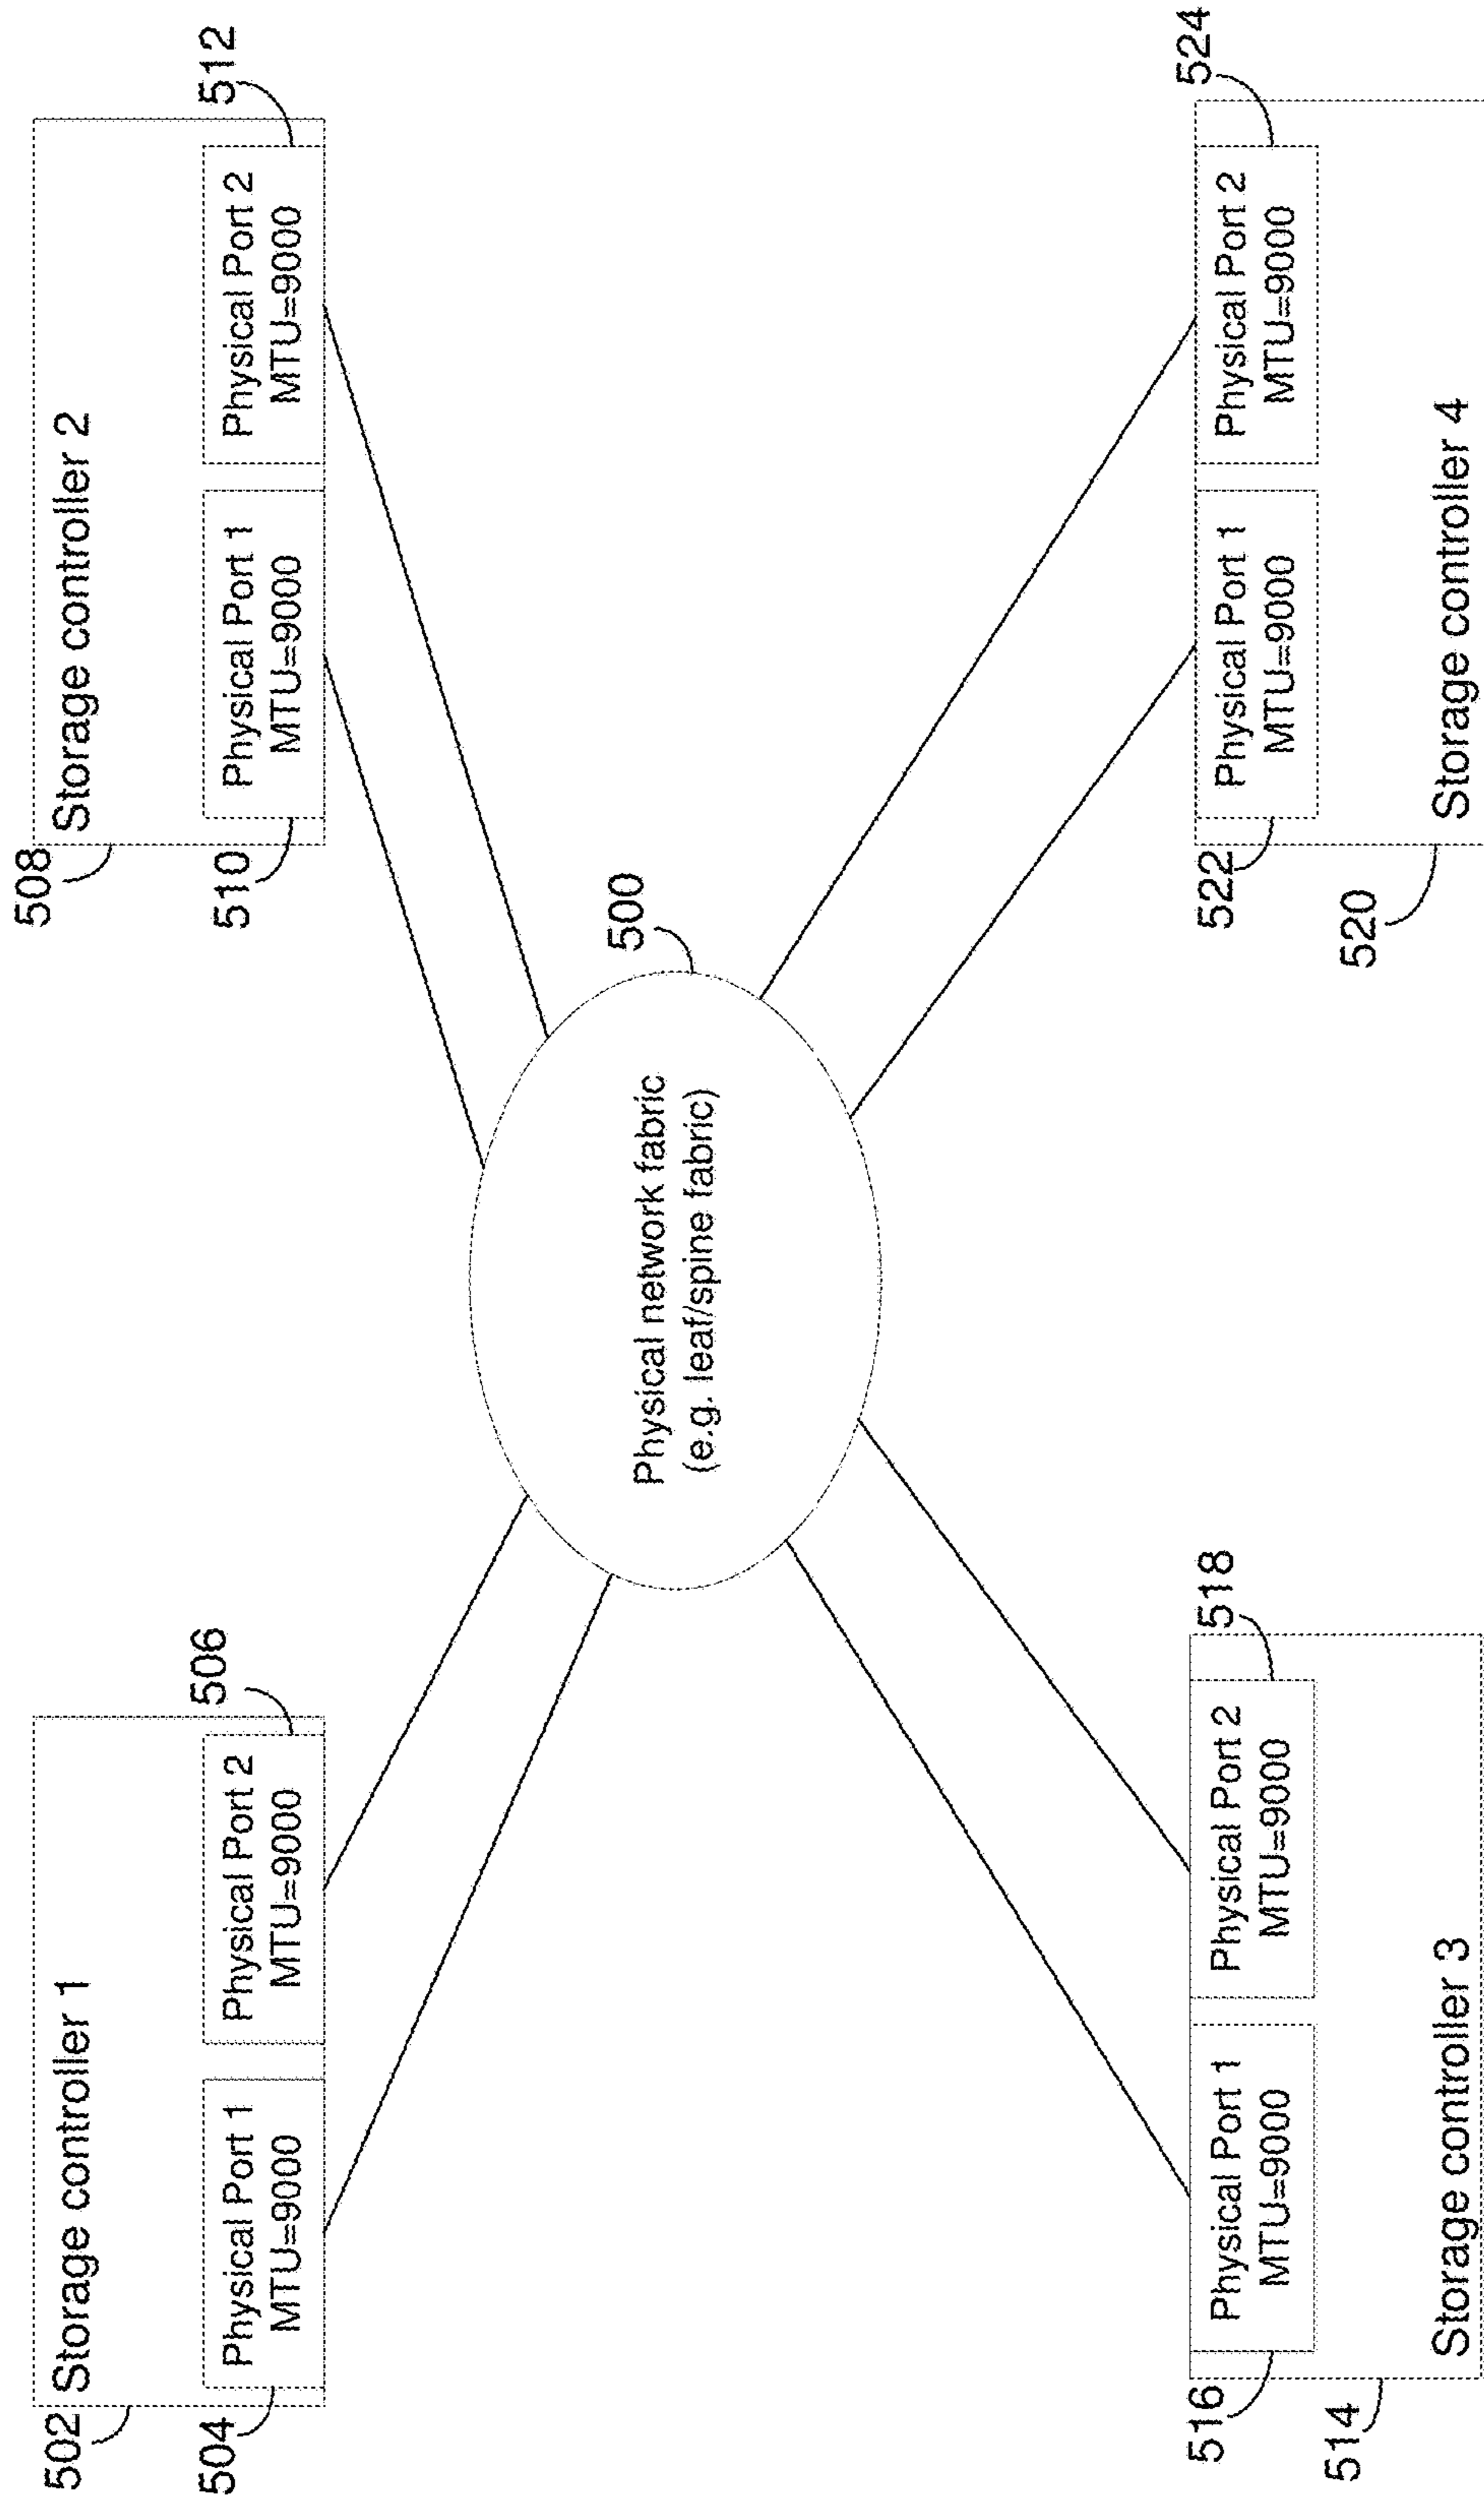 502
Storage controller 1
504
Physical Port 1
MTU=9000
Physical Port 2
MTU=9000
506
508
Storage controller 2
510
Physical Port 1
MTU=9000
Physical Port 2
MTU=9000
512
500
Physical network fabric
(e.g. leaf/spine fabric)
516
Physical Port 1
MTU=9000
Physical Port 2
MTU=9000
518
514
Storage controller 3
522
Physical Port 1
MTU=9000
Physical Port 2
MTU=9000
524
520
Storage controller 4